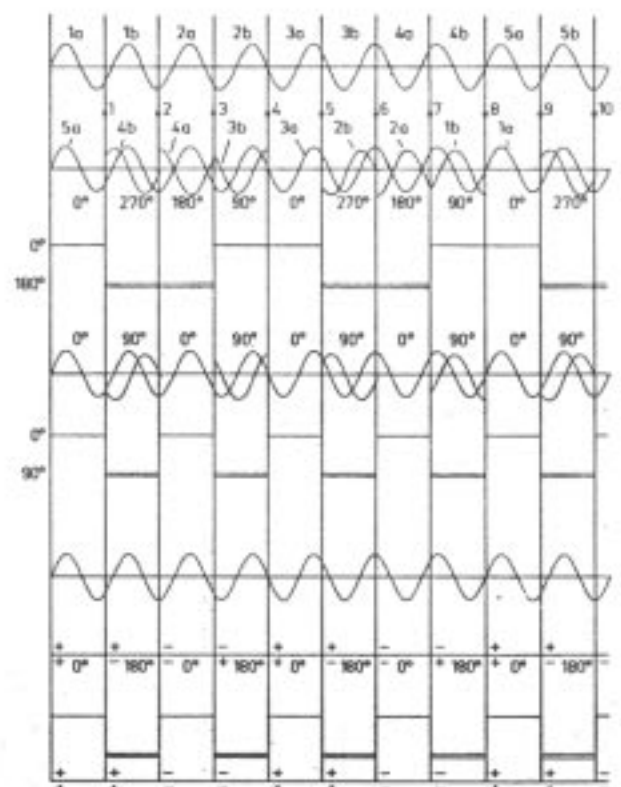 1a 1b 2a 2b 3a 3b 4a 4b 5a 5b
1 2 3 4 5 6 7 8 9 10
5a 4b 4a 3b 3a 2b 2a 1b 1a
0° 270° 180° 90° 0° 270° 180° 90° 0° 270°
0°
180°
0° 90° 0° 90° 0° 90° 0° 90° 0° 90°
0°
90°
+ + − − + + − − + +
+ 0° − 180° − 0° + 180° + 0° − 180° − 0° + 180° + 0° − 180° −
+ + − − + + − − + +